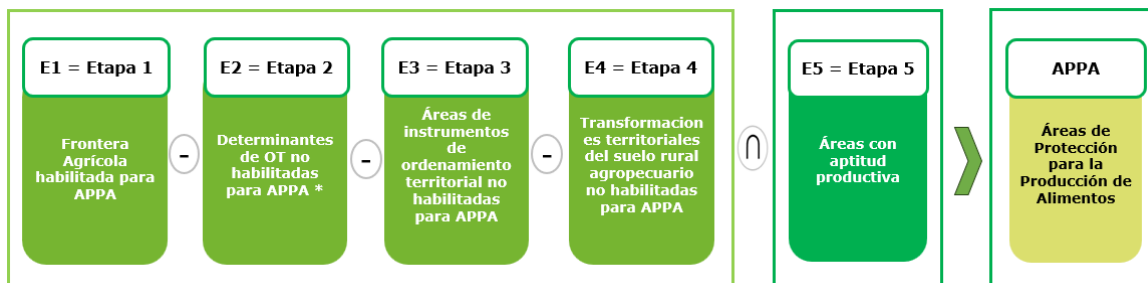 E1 = Etapa 1
Frontera
Agrícola
habilitada para
APPA
-
E2 = Etapa 2
Determinantes
de OT no
habilitadas
para APPA *
-
E3 = Etapa 3
Áreas de
instrumentos
de
ordenamiento
territorial no
habilitadas
para APPA
-
E4 = Etapa 4
Transformacion
es territoriales
del suelo rural
agropecuario
no habilitadas
para APPA
∩
E5 = Etapa 5
Áreas con
aptitud
productiva
APPA
Áreas de
Protección
para la
Producción de
Alimentos